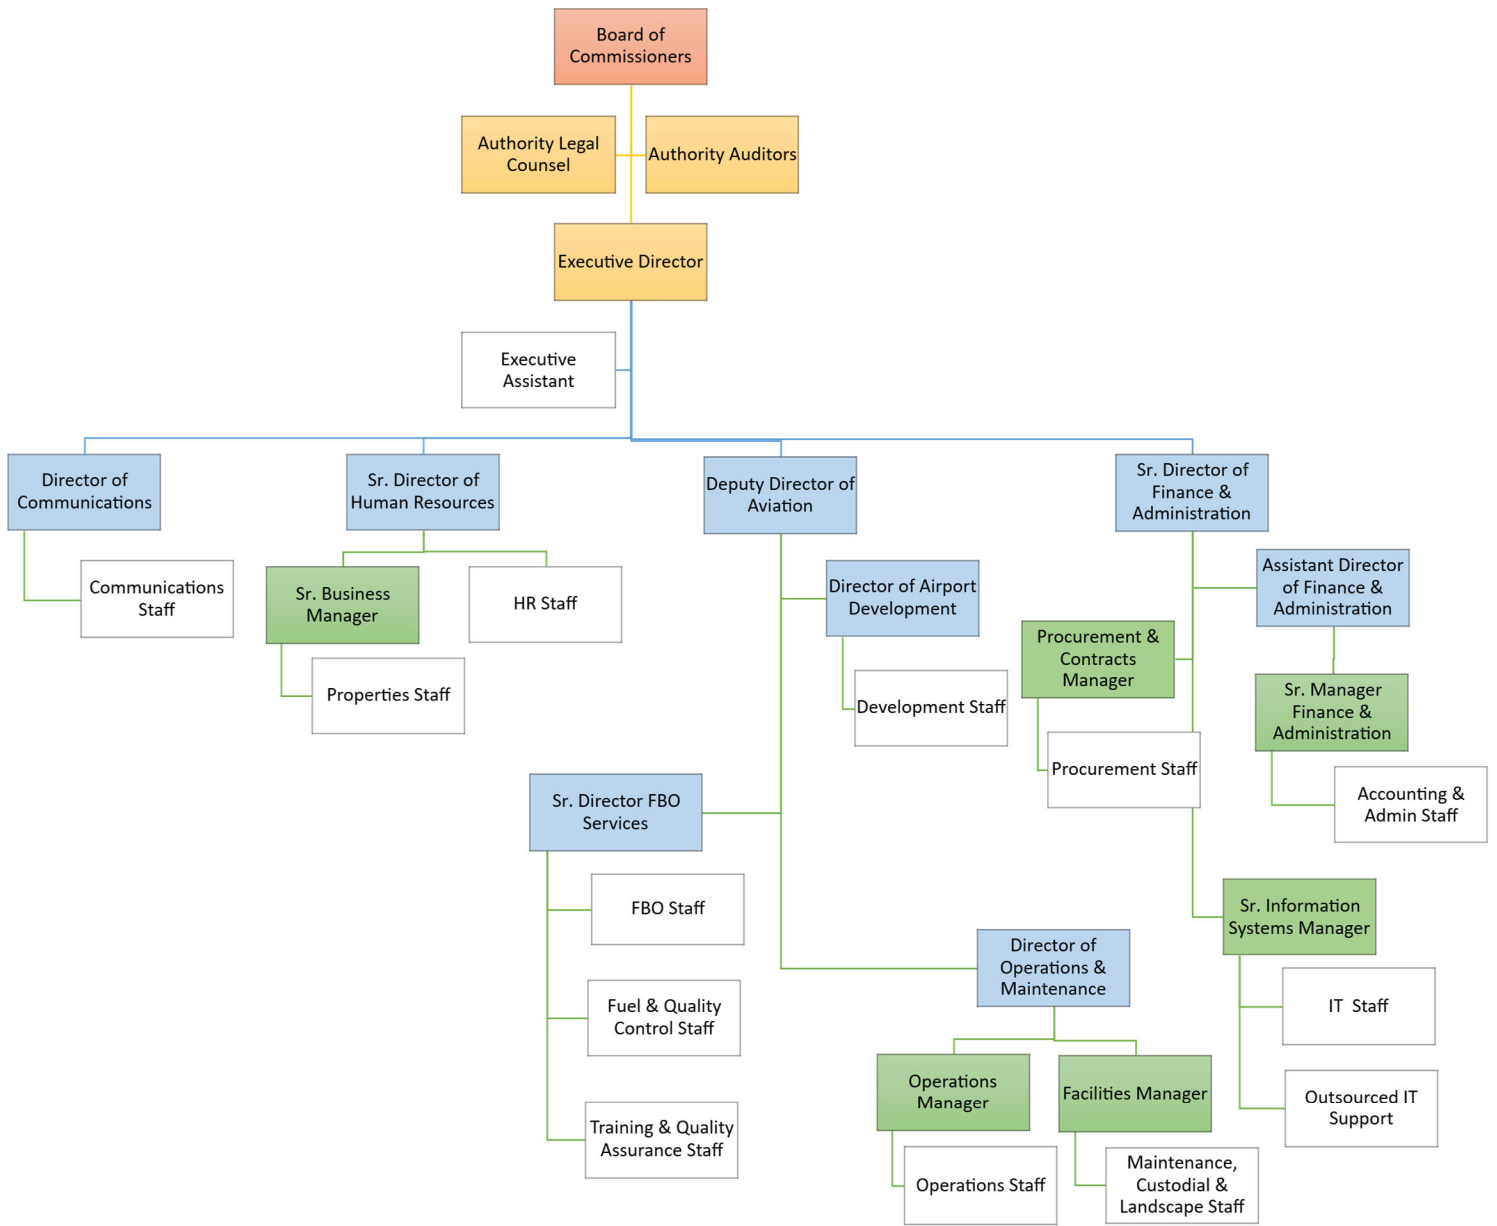 Board of
Commissioners
Authority Legal
Counsel
Authority Auditors
Executive Director
Executive
Assistant
Director of
Communications
Communications
Staff
Sr. Director of
Human Resources
Sr. Business
Manager
HR Staff
Properties Staff
Deputy Director of
Aviation
Director of Airport
Development
Development Staff
Sr. Director FBO
Services
FBO Staff
Fuel & Quality
Control Staff
Training & Quality
Assurance Staff
Director of
Operations &
Maintenance
Operations
Manager
Operations Staff
Facilities Manager
Maintenance,
Custodial &
Landscape Staff
Sr. Director of
Finance &
Administration
Assistant Director
of Finance &
Administration
Procurement &
Contracts
Manager
Procurement Staff
Sr. Manager
Finance &
Administration
Accounting &
Admin Staff
Sr. Information
Systems Manager
IT  Staff
Outsourced IT
Support